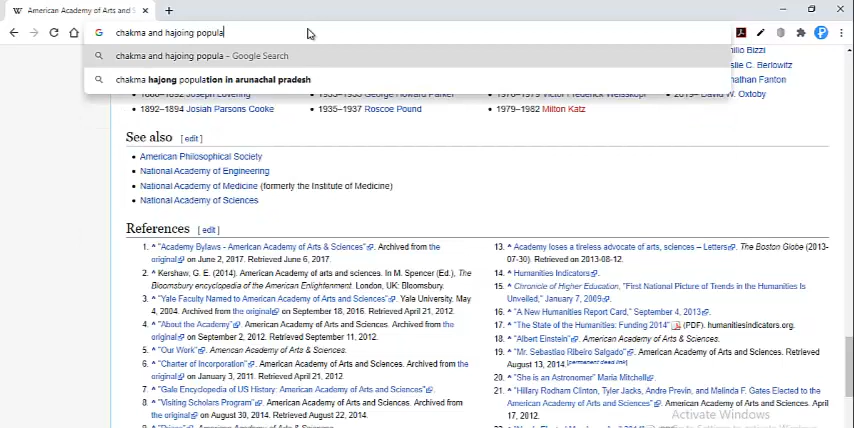 American Academy of Arts and S
chakma and hajoing popula
chakma and hajoing popula – Google Search
chakma hajong population in arunachal pradesh
Bizzi
C. Berlowitz
Jonathan Fanton
1892–1894 Josiah Parsons Cooke
1935–1937 Roscoe Pound
1979–1982 Milton Katz
2019– David W. Oxtoby
See also [ edit ]
American Philosophical Society
National Academy of Engineering
National Academy of Medicine (formerly the Institute of Medicine)
National Academy of Sciences
References [ edit ]
1. ^ "Academy Bylaws - American Academy of Arts & Sciences". Archived from the
original on June 2, 2017. Retrieved June 6, 2017.
2. ^ Kershaw, G. E. (2014). American Academy of arts and sciences. In M. Spencer (Ed.), The
Bloomsbury encyclopedia of the American Enlightenment. London, UK: Bloomsbury.
3. ^ "Yale Faculty Named to American Academy of Arts & Sciences". Yale University. May
4, 2004. Archived from the original on September 18, 2016. Retrieved April 21, 2012.
4. ^ "About the Academy". American Academy of Arts and Sciences. Archived from the
original on September 2, 2012. Retrieved September 11, 2012.
5. ^ "Our Work". American Academy of Arts & Sciences.
6. ^ "Charter of Incorporation". American Academy of Arts and Sciences. Archived from the
original on January 3, 2011. Retrieved April 21, 2012.
7. ^ "Gale Encyclopedia of US History: American Academy of Arts and Sciences".
8. ^ "Visiting Scholars Program". American Academy of Arts and Sciences. Archived from
the original on August 30, 2014. Retrieved August 22, 2014.
13. ^ Academy loses a tireless advocate of arts, sciences – Letters. The Boston Globe (2013-
07-30). Retrieved on 2013-08-12.
14. ^ Humanities Indicators.
15. ^ Chronicle of Higher Education, "First National Picture of Trends in the Humanities Is
Unveiled," January 7, 2009.
16. ^ "A New Humanities Report Card," September 4, 2013.
17. ^ "The State of the Humanities: Funding 2014" (PDF). humanitiesindicators.org.
18. ^ "Albert Einstein". American Academy of Arts & Sciences.
19. ^ "Mr. Sebastiao Ribeiro Salgado". American Academy of Arts and Sciences. Retrieved
August 13, 2014.[permanent dead link]
20. ^ "She is an Astronomer" Maria Mitchell
21. ^ "Hillary Rodham Clinton, Tyler Jacks, Andre Previn, and Melinda F. Gates Elected to the
American Academy of Arts and Sciences". American Academy of Arts and Sciences. April
17, 2012.
Activate Windows